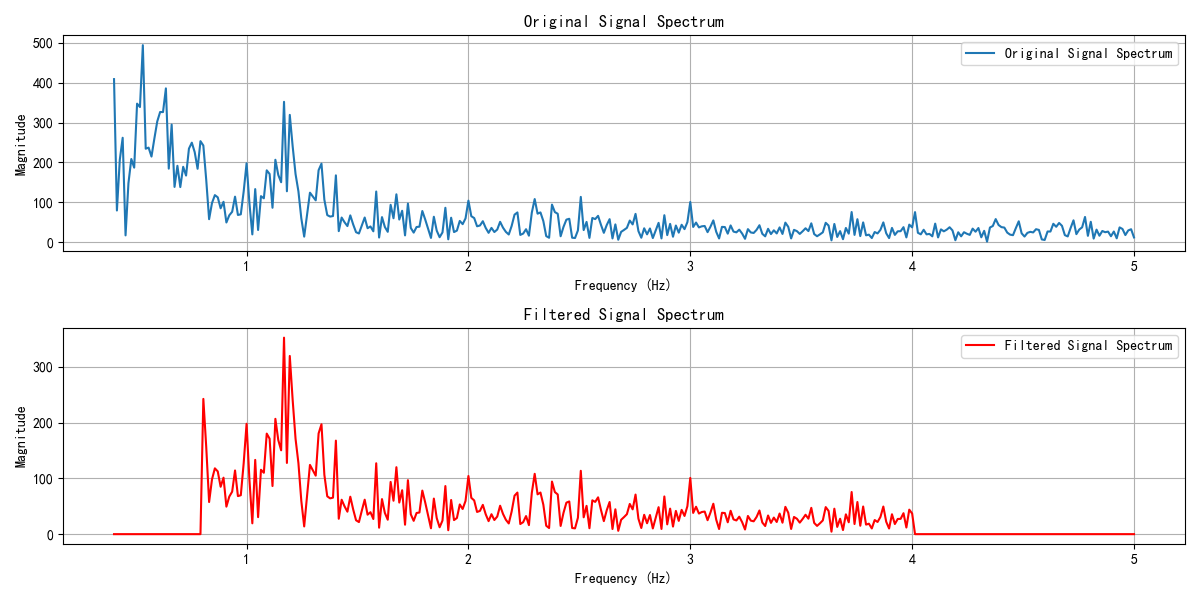 Original Signal Spectrum
Original Signal Spectrum
Magnitude
500
400
300
200
100
0
1 2 3 4 5
Frequency (Hz)
Filtered Signal Spectrum
Filtered Signal Spectrum
Magnitude
300
200
100
0
1 2 3 4 5
Frequency (Hz)